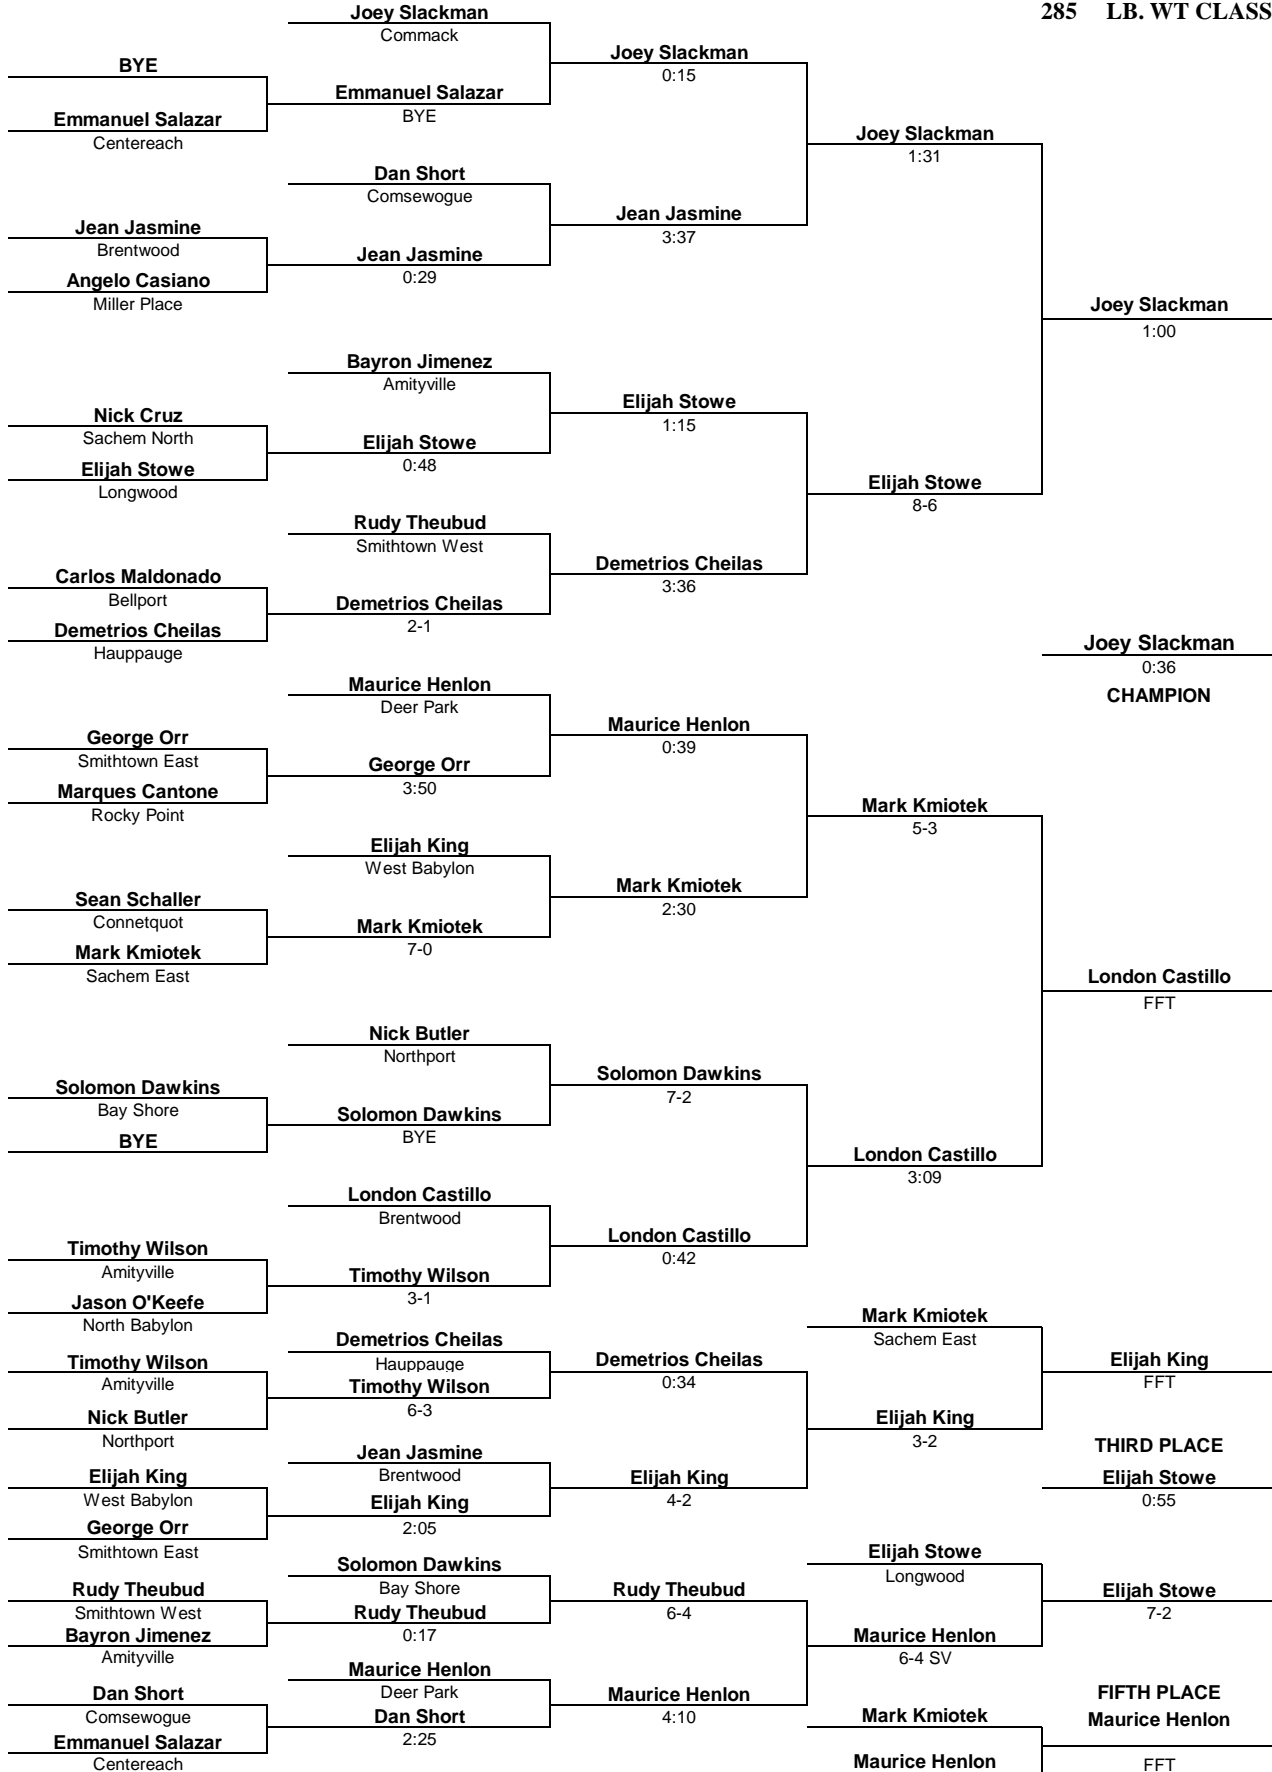 285 LB. WT CLASS
Joey Slackman
Commack
BYE
Emmanuel Salazar
BYE
Emmanuel Salazar
Centereach
Joey Slackman
0:15
Dan Short
Comsewogue
Jean Jasmine
Brentwood
Jean Jasmine
0:29
Angelo Casiano
Miller Place
Jean Jasmine
3:37
Joey Slackman
1:31
Bayron Jimenez
Amityville
Nick Cruz
Sachem North
Elijah Stowe
0:48
Elijah Stowe
Longwood
Elijah Stowe
1:15
Rudy Theubud
Smithtown West
Carlos Maldonado
Bellport
Demetrios Cheilas
2-1
Demetrios Cheilas
Hauppauge
Demetrios Cheilas
3:36
Elijah Stowe
8-6
Joey Slackman
1:00
Joey Slackman
0:36
CHAMPION
Maurice Henlon
Deer Park
George Orr
Smithtown East
George Orr
3:50
Marques Cantone
Rocky Point
Maurice Henlon
0:39
Elijah King
West Babylon
Sean Schaller
Connetquot
Mark Kmiotek
7-0
Mark Kmiotek
Sachem East
Mark Kmiotek
2:30
Mark Kmiotek
5-3
London Castillo
FFT
Nick Butler
Northport
Solomon Dawkins
Bay Shore
Solomon Dawkins
BYE
BYE
Solomon Dawkins
7-2
London Castillo
3:09
London Castillo
Brentwood
Timothy Wilson
Amityville
Timothy Wilson
3-1
Jason O'Keefe
North Babylon
London Castillo
0:42
Demetrios Cheilas
Hauppauge
Timothy Wilson
Amityville
Timothy Wilson
6-3
Nick Butler
Northport
Demetrios Cheilas
0:34
Jean Jasmine
Brentwood
Elijah King
West Babylon
Elijah King
2:05
George Orr
Smithtown East
Elijah King
4-2
Mark Kmiotek
Sachem East
Elijah King
3-2
Elijah King
FFT
THIRD PLACE
Elijah Stowe
0:55
Solomon Dawkins
Bay Shore
Rudy Theubud
Smithtown West
Rudy Theubud
0:17
Bayron Jimenez
Amityville
Rudy Theubud
6-4
Maurice Henlon
Deer Park
Dan Short
Comsewogue
Dan Short
2:25
Emmanuel Salazar
Centereach
Maurice Henlon
4:10
Elijah Stowe
Longwood
Maurice Henlon
6-4 SV
Elijah Stowe
7-2
FIFTH PLACE
Mark Kmiotek
Maurice Henlon
Maurice Henlon
FFT